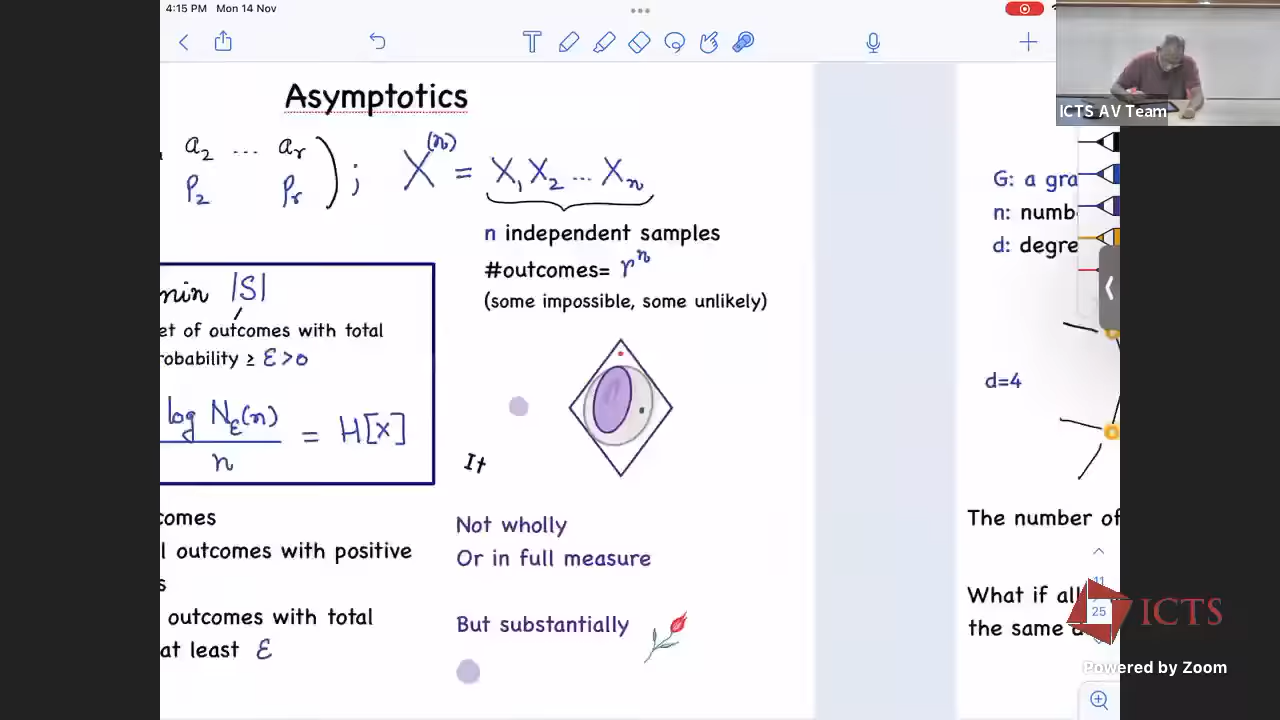 4:15 PM Mon 14 Nov
ICTS AV Team
Asymptotics
a₂ ... aᵣ
p₂ pᵣ ) ; X⁽ⁿ⁾ = X₁ X₂ ... Xₙ
n independent samples
#outcomes= rⁿ
(some impossible, some unlikely)
min |S|
et of outcomes with total
robability ≥ ε > 0
log N_ε(n)
n
= H[X]
It
comes
l outcomes with positive
s
outcomes with total
at least ε
Not wholly
Or in full measure
But substantially
G: a gra
n: numb
d: degre
d=4
The number of
What if all
the same
11
25
ICTS
Powered by Zoom